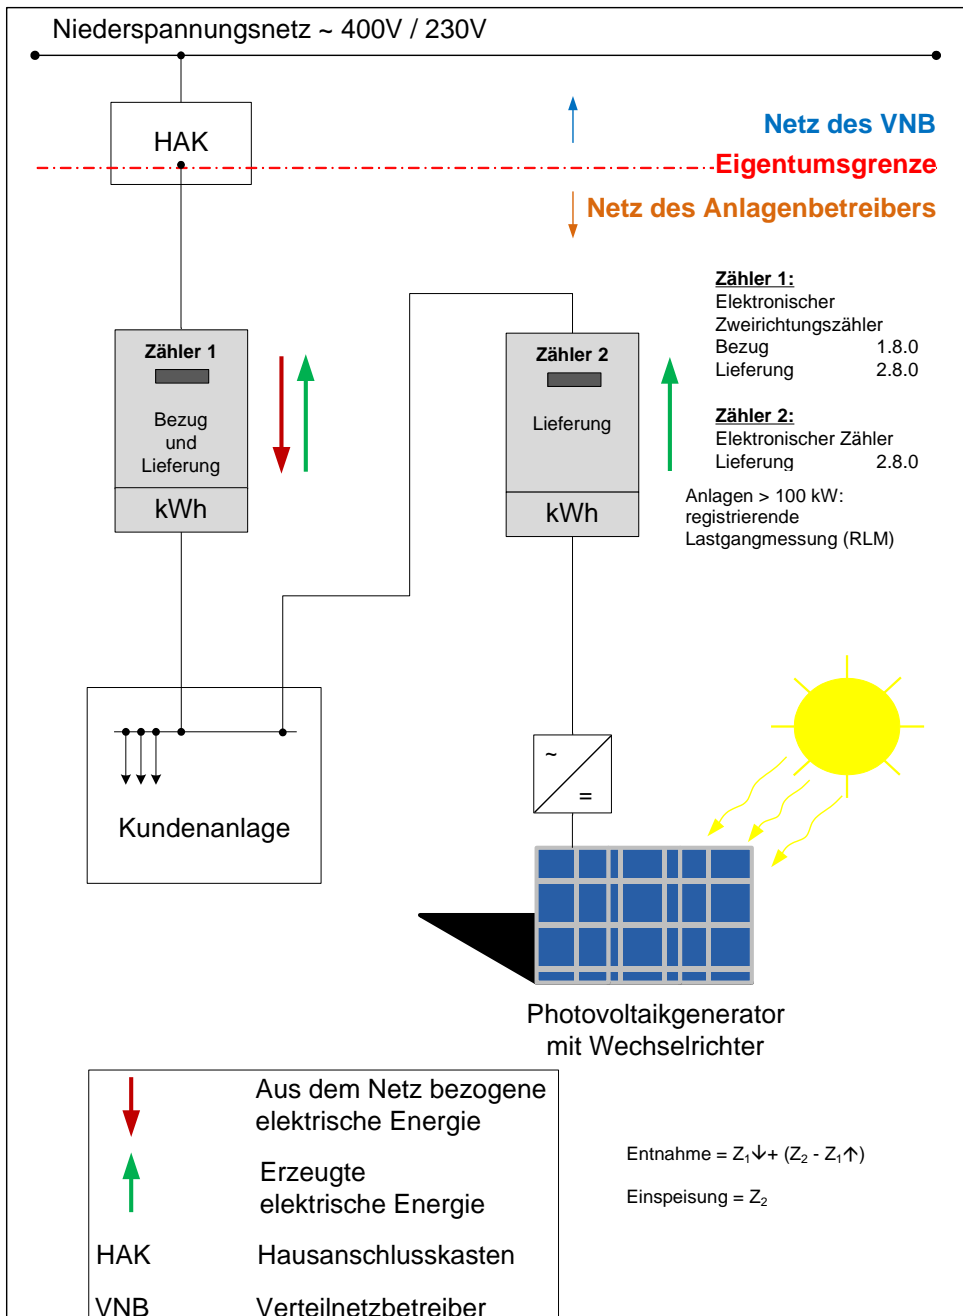 Niederspannungsnetz ~ 400V / 230V
HAK
Netz des VNB
Eigentumsgrenze
Netz des Anlagenbetreibers
Zähler 1
Bezug
und
Lieferung
kWh
Zähler 2
Lieferung
kWh
Zähler 1:
Elektronischer
Zweirichtungszähler
Bezug 1.8.0
Lieferung 2.8.0
Zähler 2:
Elektronischer Zähler
Lieferung 2.8.0
Anlagen > 100 kW:
registrierende
Lastgangmessung (RLM)
Kundenanlage
~
=
Photovoltaikgenerator
mit Wechselrichter
Aus dem Netz bezogene
elektrische Energie
Erzeugte
elektrische Energie
HAK Hausanschlusskasten
VNB Verteilnetzbetreiber
Entnahme = Z₁↓+ (Z₂ - Z₁↑)
Einspeisung = Z₂